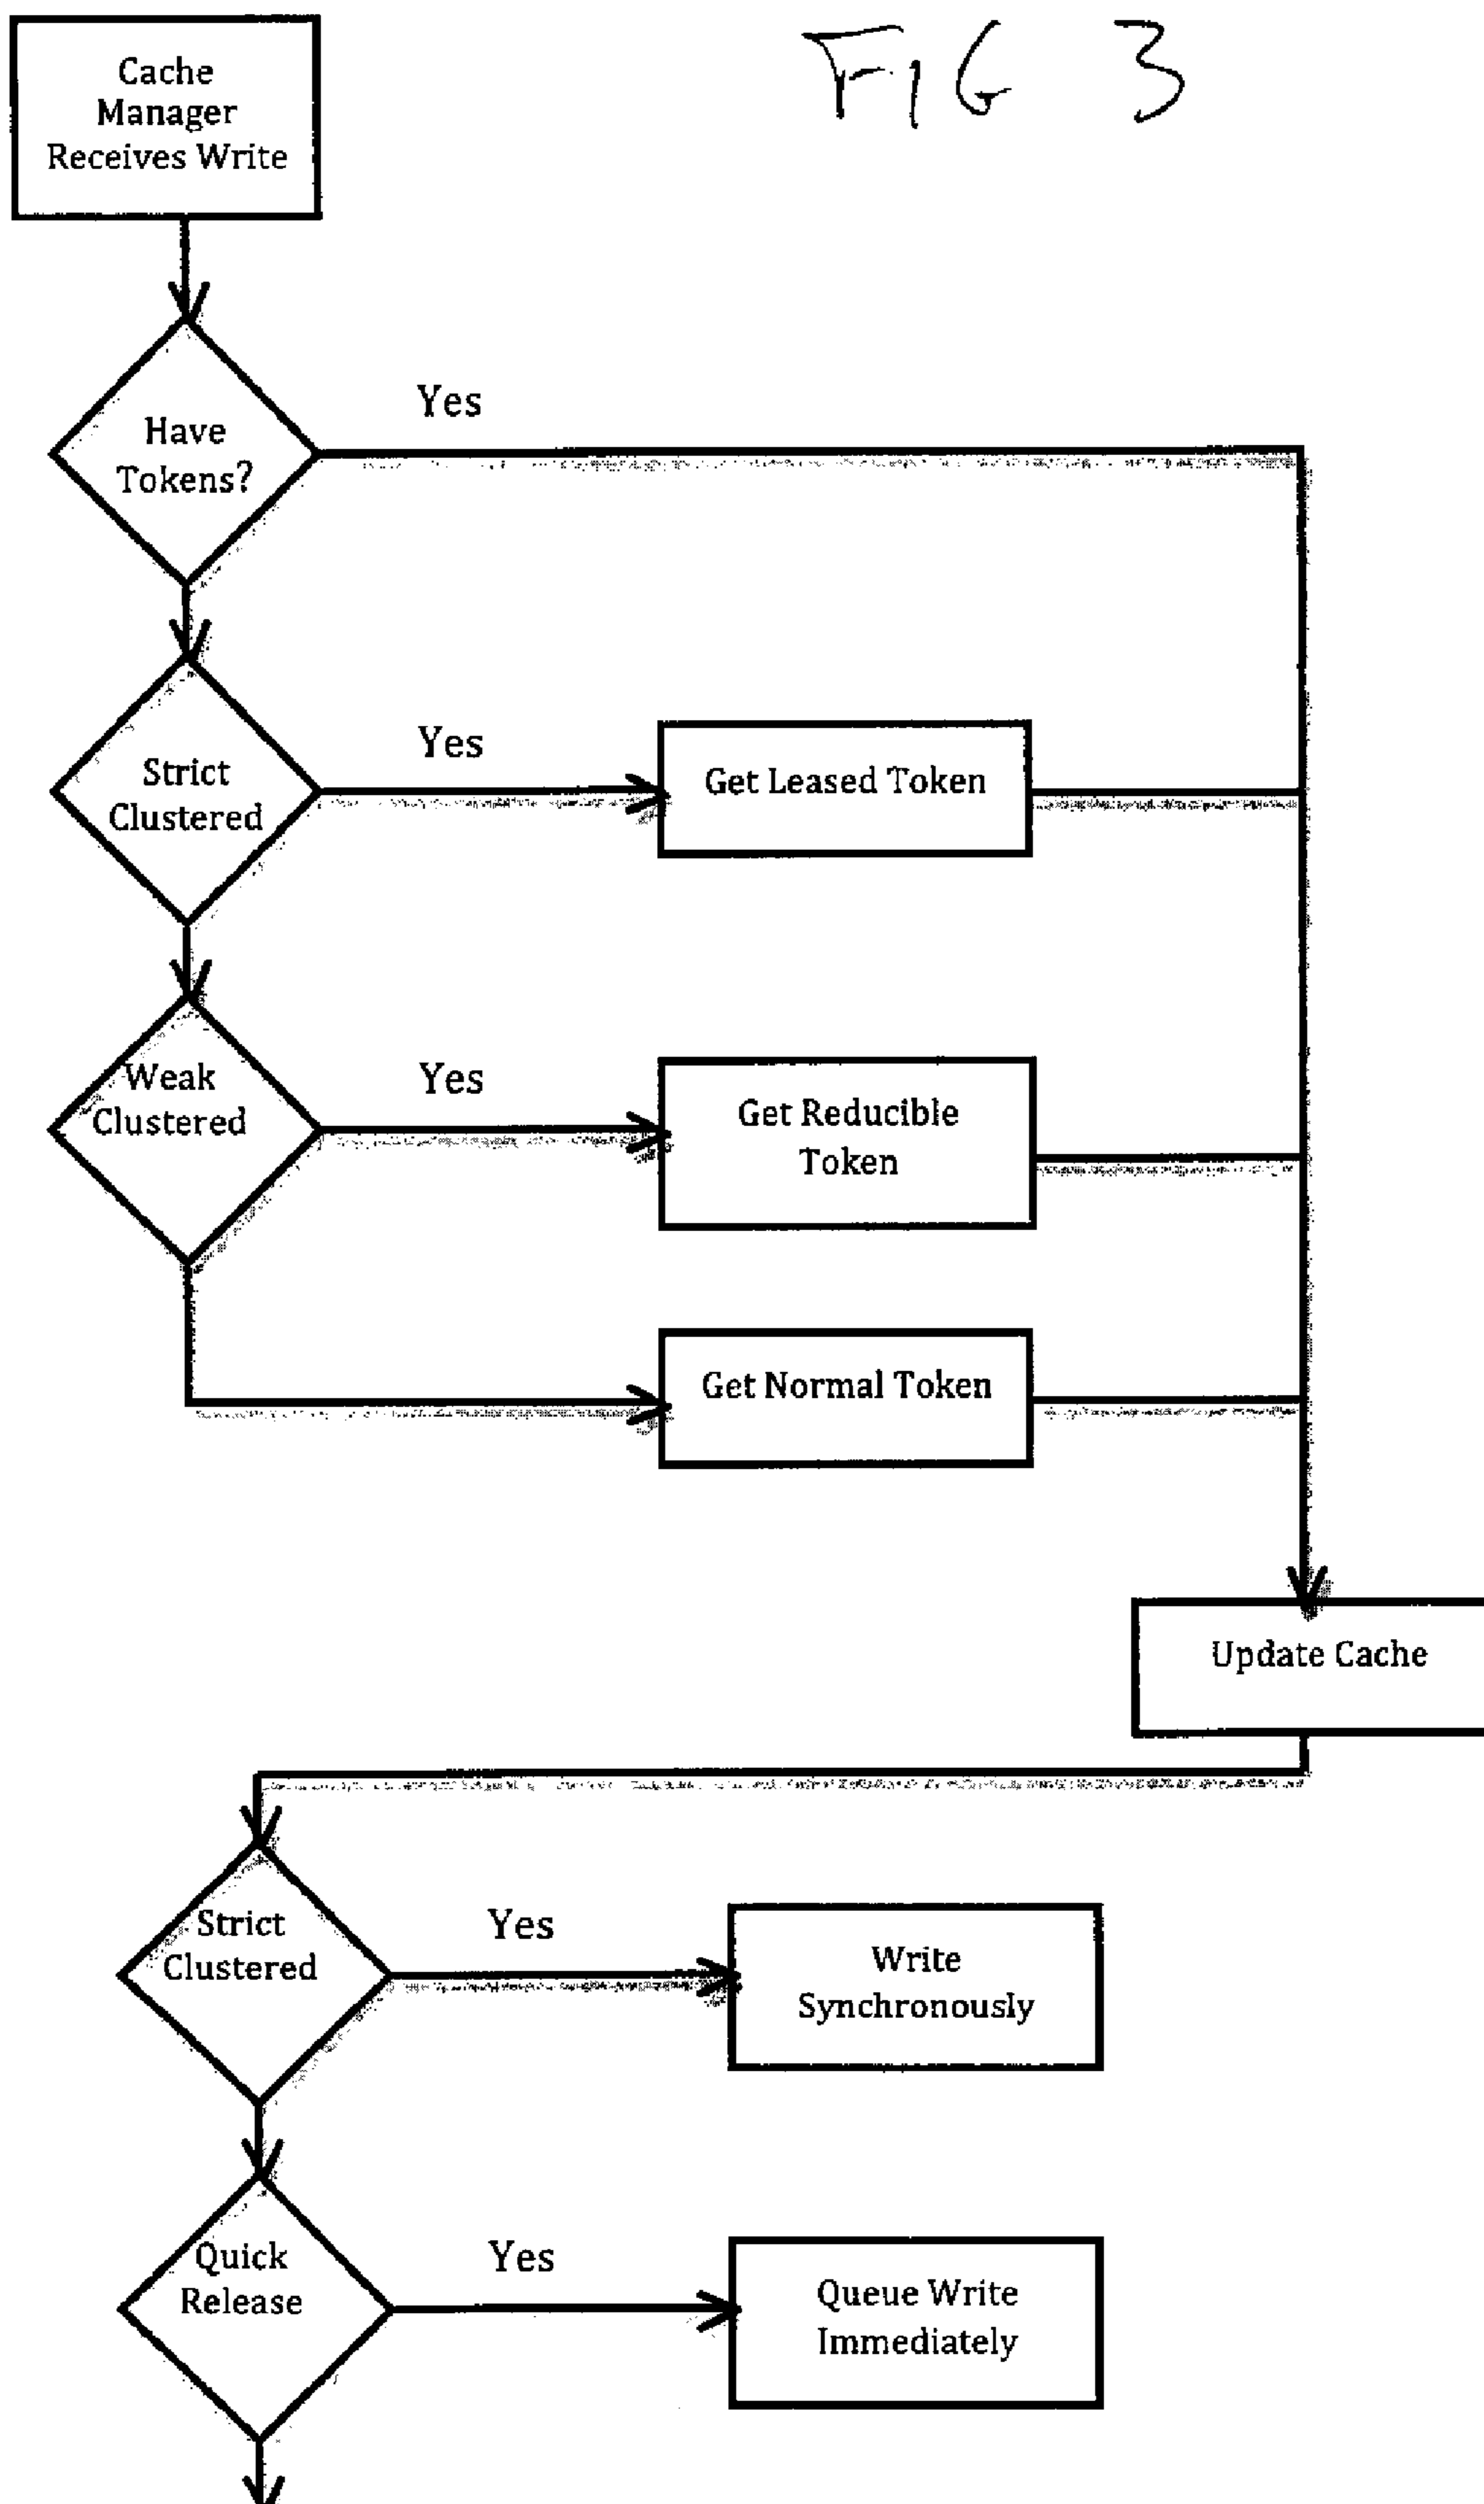 FIG 3
Cache
Manager
Receives Write
Yes
Have
Tokens?
Yes
Strict
Clustered
Get Leased Token
Yes
Weak
Clustered
Get Reducible
Token
Get Normal Token
Update Cache
Yes
Strict
Clustered
Write
Synchronously
Yes
Quick
Release
Queue Write
Immediately